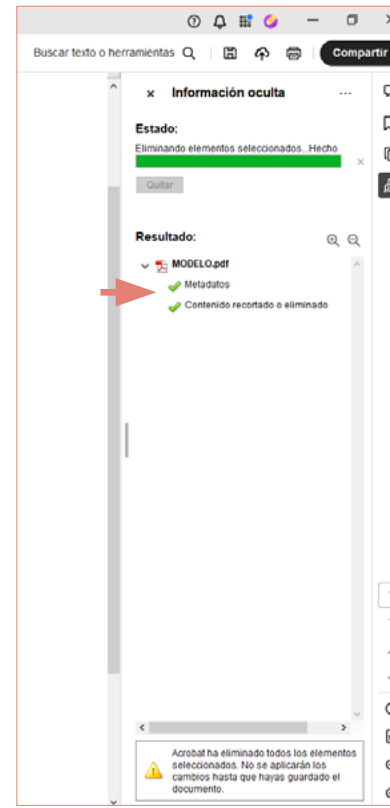 Buscar texto o herramientas
Compartir
Información oculta
Estado:
Eliminando elementos seleccionados...Hecho
Quitar
Resultado:
MODELO.pdf
Metadatos
Contenido recortado o eliminado
Acrobat ha eliminado todos los elementos
seleccionados. No se aplicarán los
cambios hasta que hayas guardado el
documento.